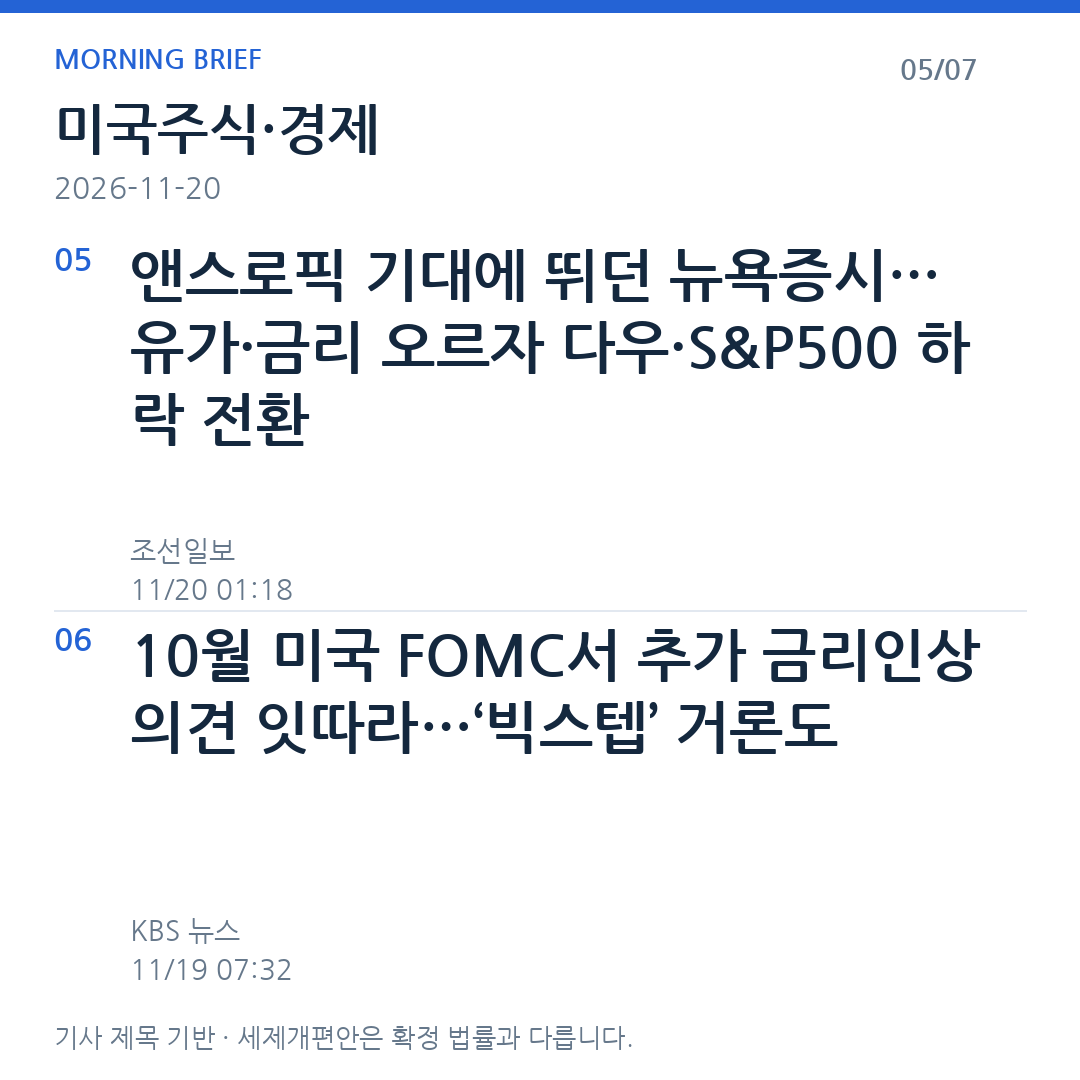 MORNING BRIEF
05/07
미국주식·경제
2026-11-20
05
앤스로픽 기대에 뛰던 뉴욕증시…
유가·금리 오르자 다우·S&P500 하
락 전환
조선일보
11/20 01:18
06
10월 미국 FOMC서 추가 금리인상
의견 잇따라…‘빅스텝’ 거론도
KBS 뉴스
11/19 07:32
기사 제목 기반 · 세제개편안은 확정 법률과 다릅니다.